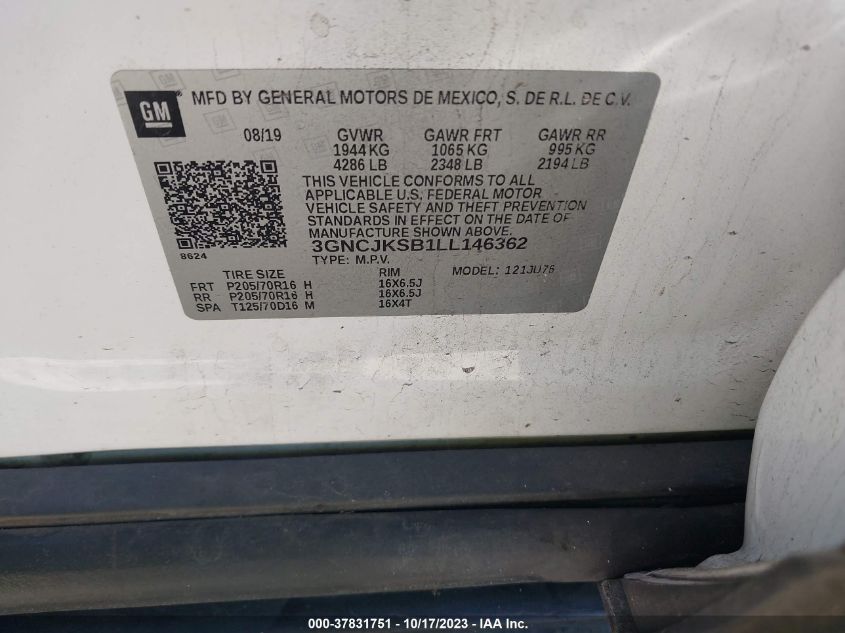 GM
MFD BY GENERAL MOTORS DE MEXICO, S. DE R.L. DE C.V.
08/19 GVWR GAWR FRT GAWR RR
1944 KG 1065 KG 995 KG
4286 LB 2348 LB 2194 LB
THIS VEHICLE CONFORMS TO ALL
APPLICABLE U.S. FEDERAL MOTOR
VEHICLE SAFETY AND THEFT PREVENTION
STANDARDS IN EFFECT ON THE DATE OF
MANUFACTURE SHOWN ABOVE.
3GNCJKSB1LL146362
8624
TYPE: M.P.V. MODEL: 121JU76
TIRE SIZE RIM
FRT P205/70R16 H 16X6.5J
RR P205/70R16 H 16X6.5J
SPA T125/70D16 M 16X4T
000-37831751 - 10/17/2023 - IAA Inc.